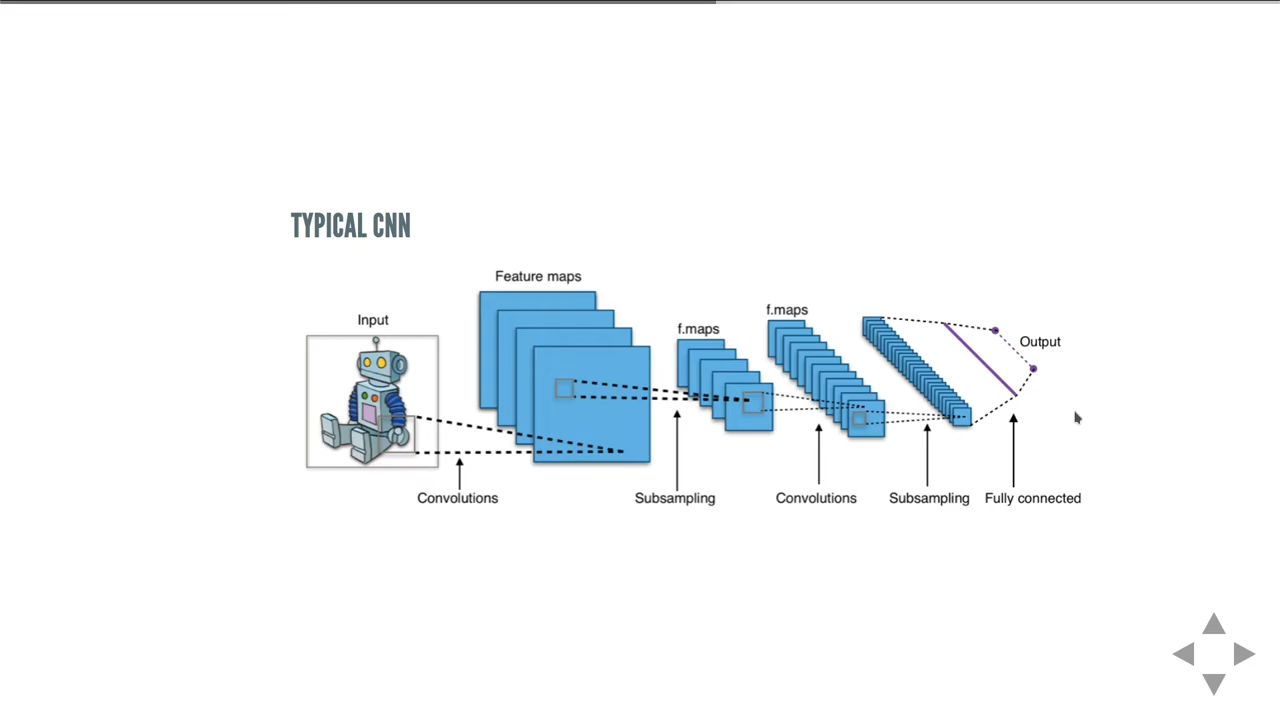 TYPICAL CNN
Feature maps
Input
f.maps
f.maps
Output
Convolutions
Subsampling
Convolutions
Subsampling
Fully connected